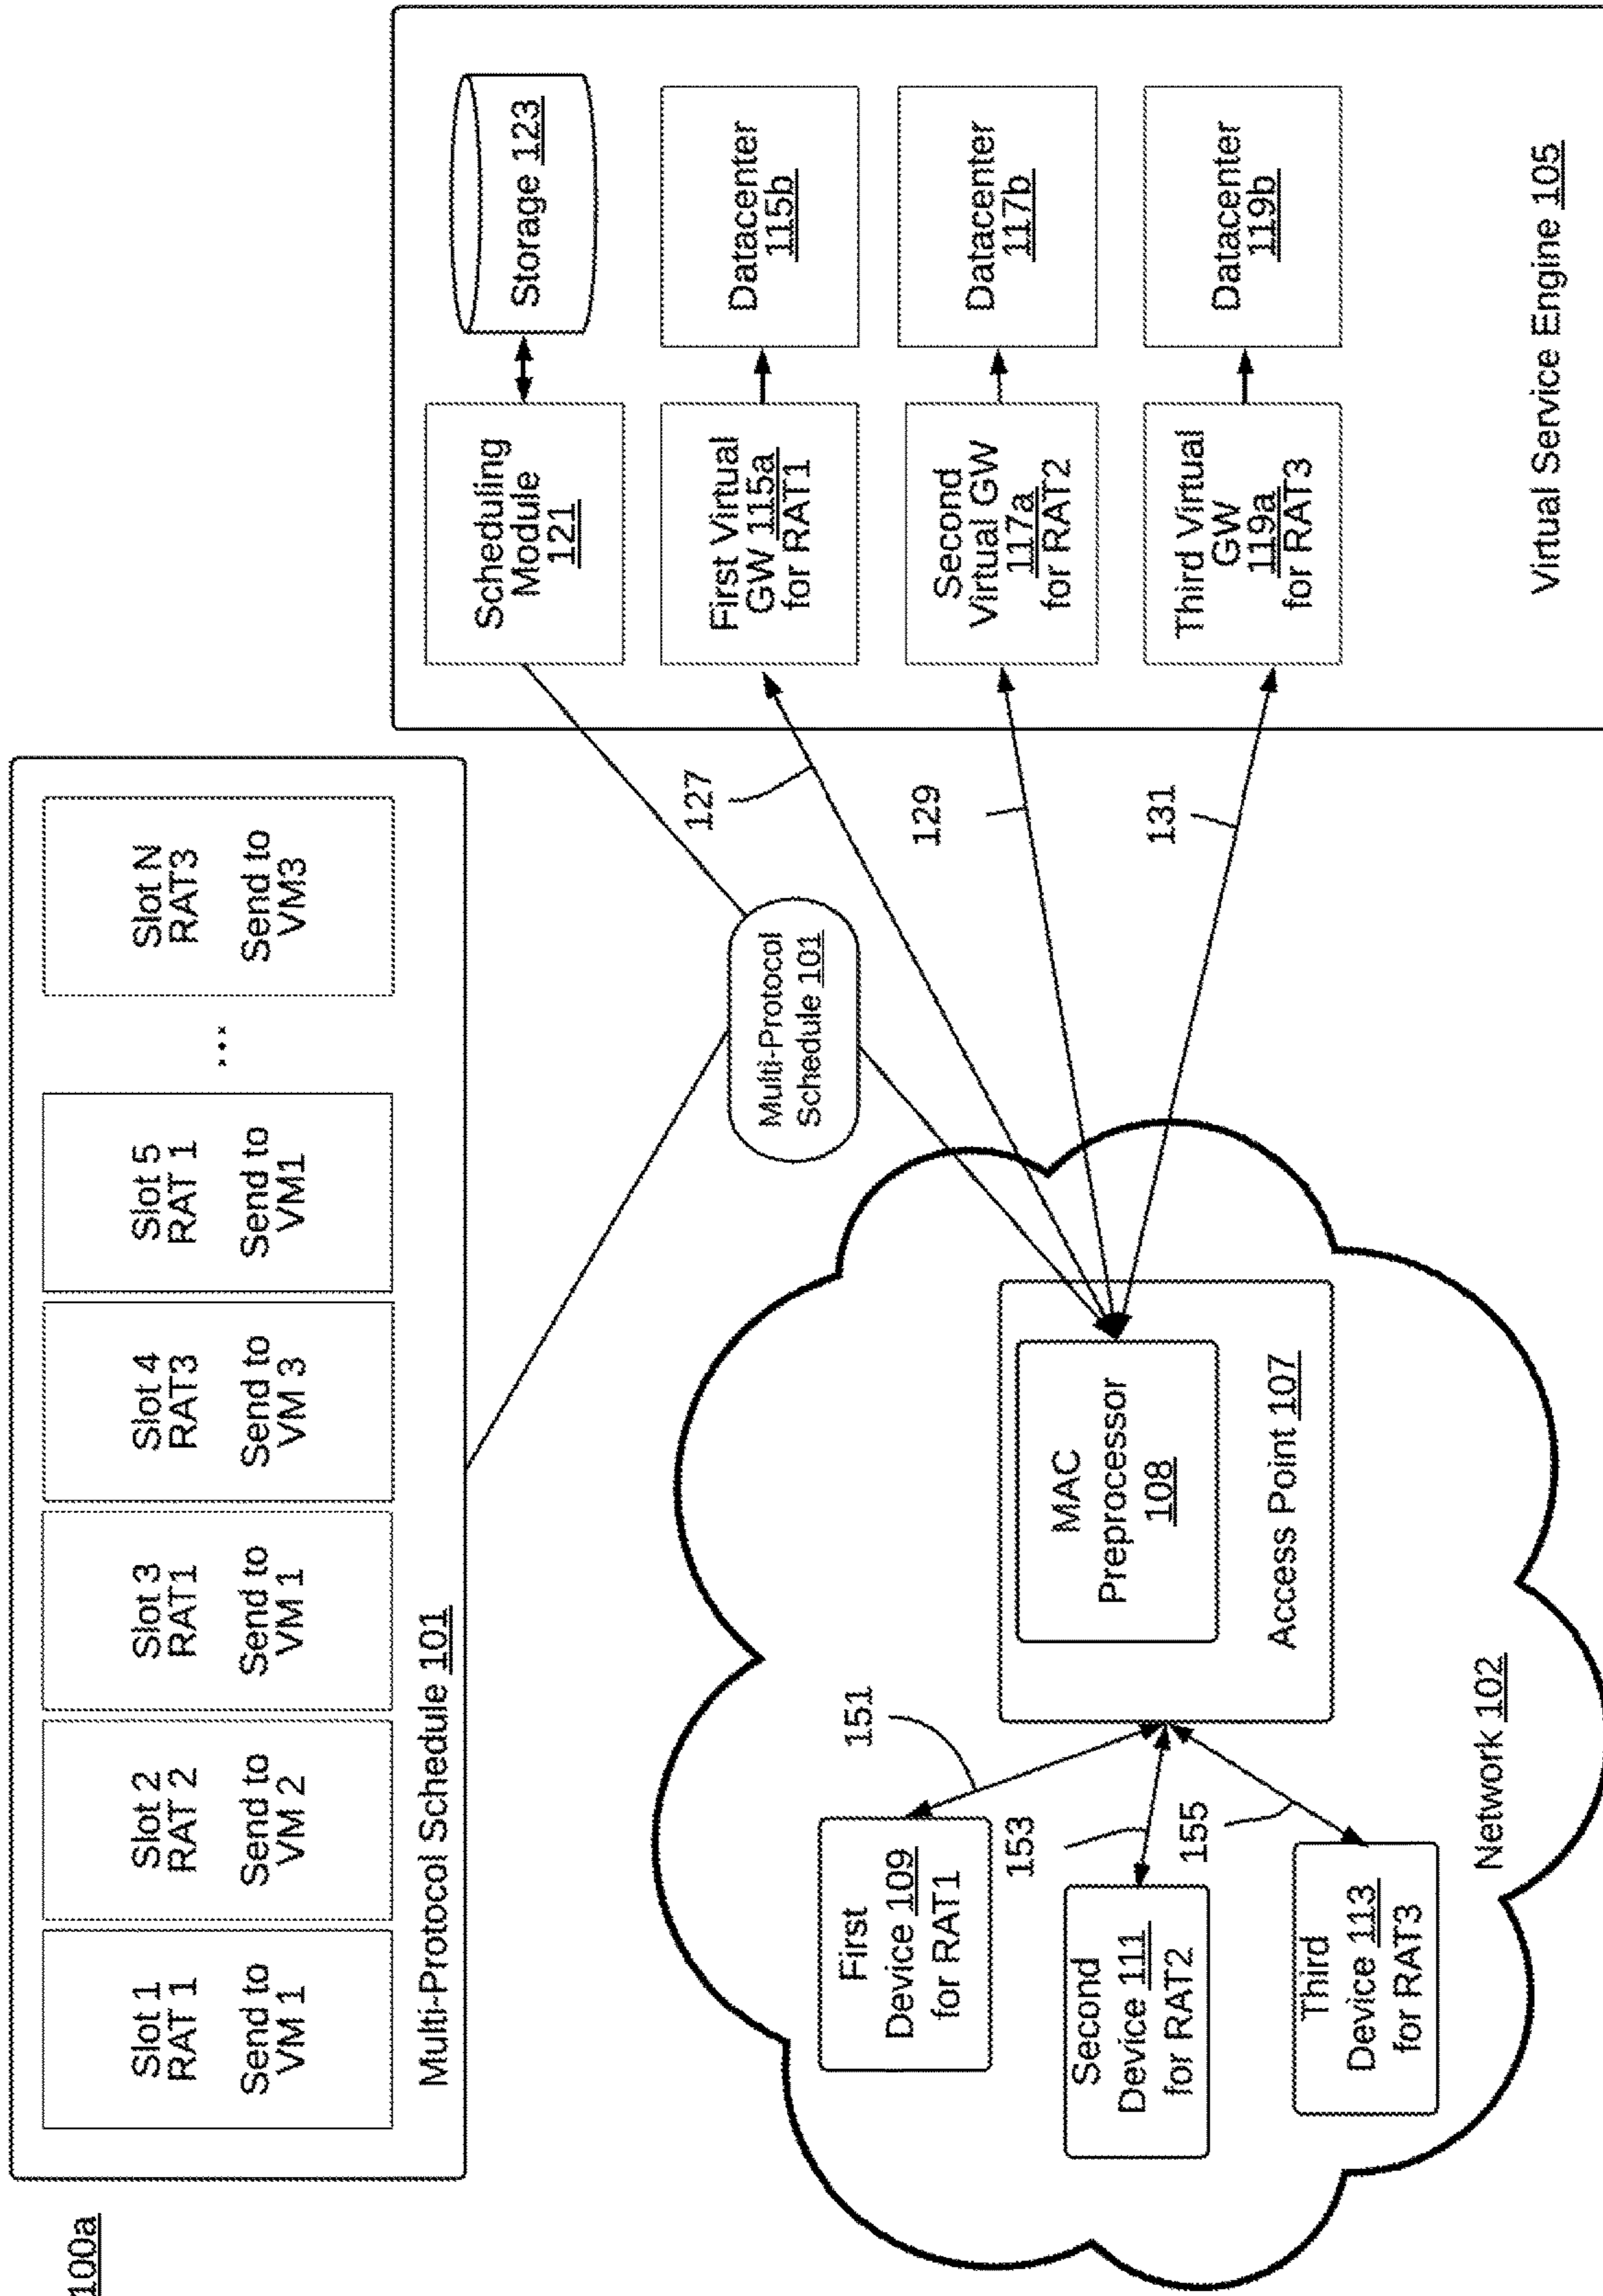 100a
Slot 1
RAT 1
Send to
VM 1
Slot 2
RAT 2
Send to
VM 2
Slot 3
RAT1
Send to
VM 1
Slot 4
RAT3
Send to
VM 3
Slot 5
RAT 1
Send to
VM1
...
Slot N
RAT3
Send to
VM3
Multi-Protocol Schedule 101
Multi-Protocol
Schedule 101
127
129
131
Scheduling
Module
121
Storage 123
First Virtual
GW 115a
for RAT1
Datacenter
115b
Second
Virtual GW
117a
for RAT2
Datacenter
117b
Third Virtual
GW
119a
for RAT3
Datacenter
119b
Virtual Service Engine 105
First
Device 109
for RAT1
151
Second
Device 111
for RAT2
153
Third
Device 113
for RAT3
155
MAC
Preprocessor
108
Access Point 107
Network 102